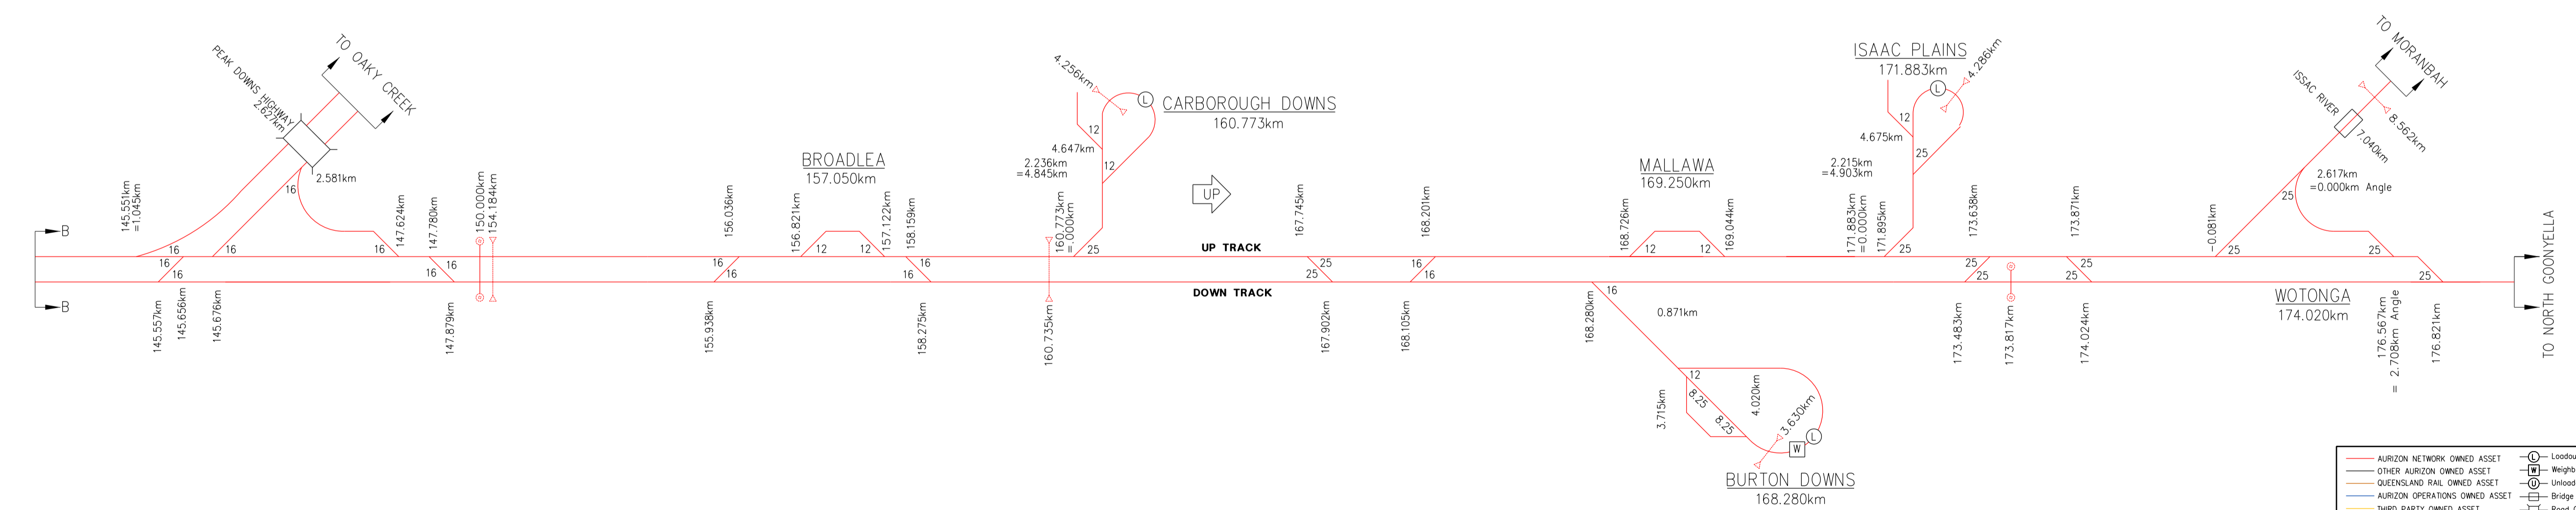 B
B
145.551km
=1.045km
PEAK DOWNS HIGHWAY
2.627km
TO OAKY CREEK
2.581km
16
16
16
16
16
16
145.557km
145.656km
145.676km
147.624km
147.780km
16
16
147.879km
150.000km
154.184km
156.036km
16
16
155.938km
BROADLEA
157.050km
156.821km
12
12
157.122km
158.159km
16
16
158.275km
4.256km
L
CARBOROUGH DOWNS
160.773km
12
4.647km
12
2.236km
=4.845km
160.773km
=.000km
25
160.735km
UP
UP TRACK
DOWN TRACK
167.745km
25
25
167.902km
168.201km
16
16
168.105km
MALLAWA
169.250km
168.726km
12
12
169.044km
168.280km
16
0.871km
12
8.25
8.25
3.715km
4.020km
3.630km
L
W
BURTON DOWNS
168.280km
ISAAC PLAINS
171.883km
4.286km
L
12
4.675km
25
2.215km
=4.903km
171.883km
=0.000km
171.895km
25
173.638km
25
25
173.483km
173.817km
173.871km
25
25
174.024km
TO MORANBAH
ISSAC RIVER
8.562km
7.040km
2.617km
=0.000km Angle
25
-0.081km
25
25
25
WOTONGA
174.020km
176.567km
= 2.708km Angle
176.821km
TO NORTH GOONYELLA
AURIZON NETWORK OWNED ASSET
OTHER AURIZON OWNED ASSET
QUEENSLAND RAIL OWNED ASSET
AURIZON OPERATIONS OWNED ASSET
THIRD PARTY OWNED ASSET
L Loadou
W Weighb
U Unload
Bridge
Road